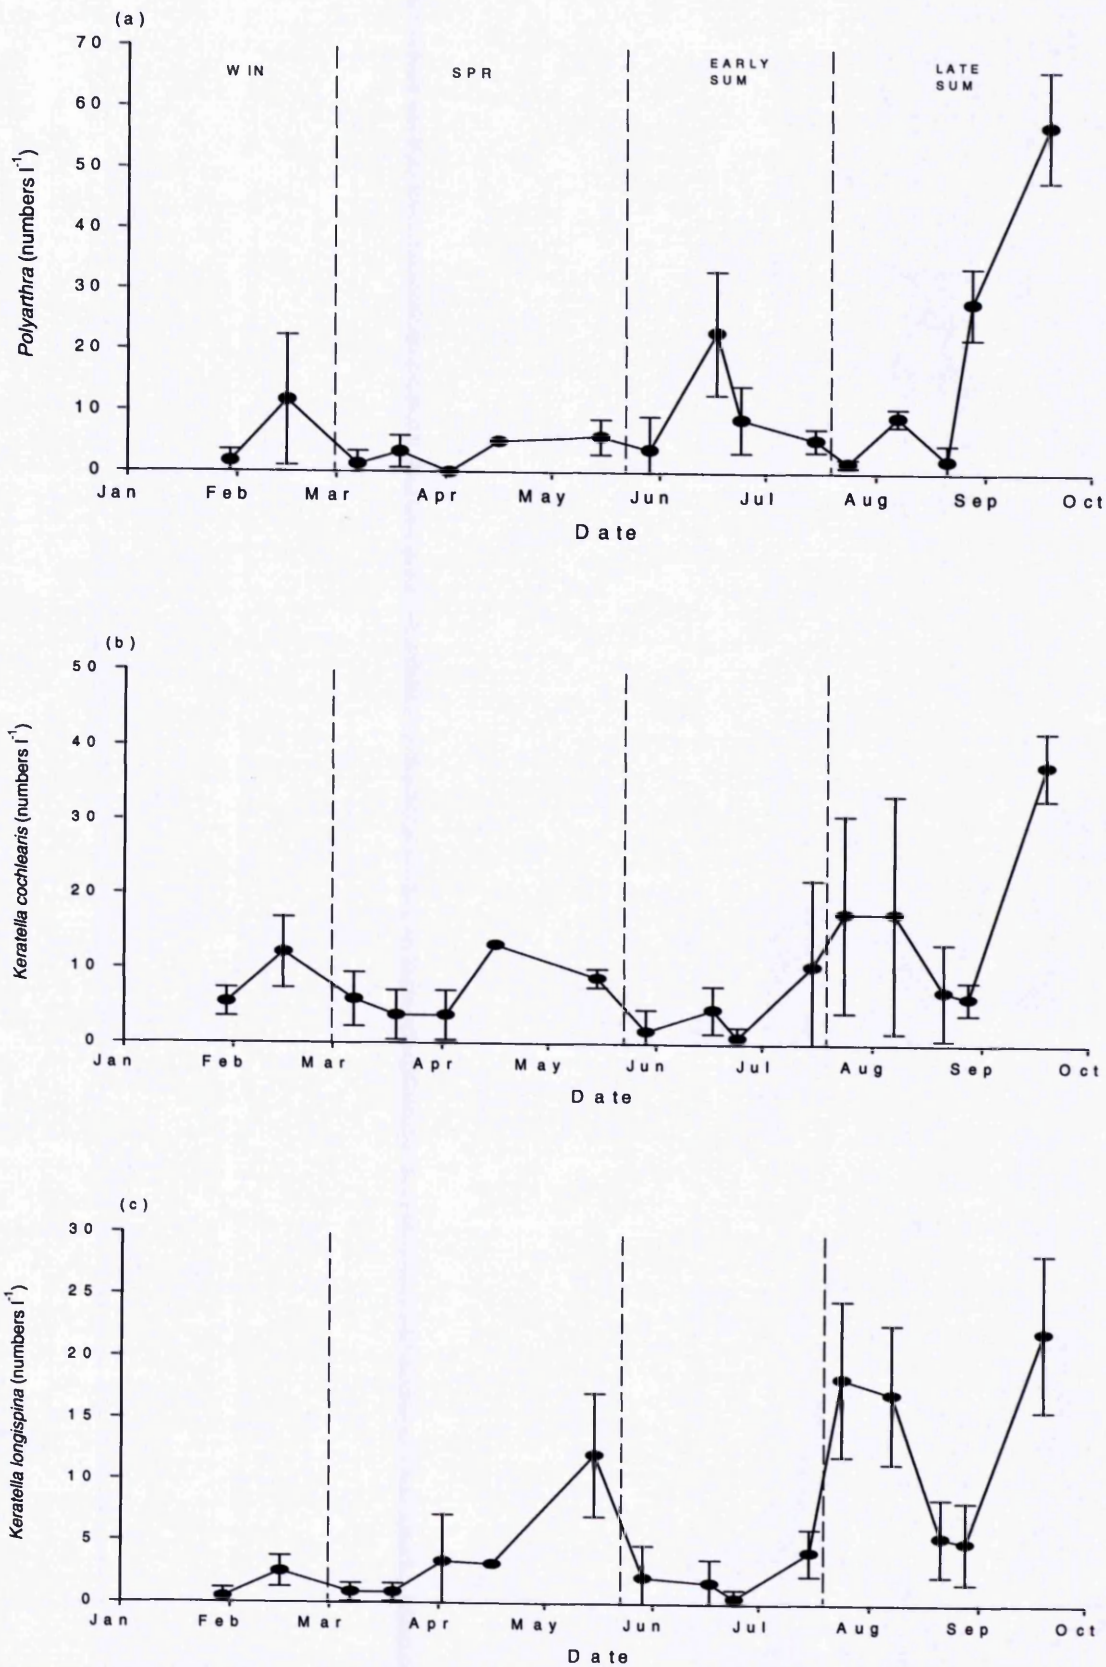 (a)
70
60
50
40
30
20
10
0
Polyarthra (numbers l⁻¹)
WIN
SPR
EARLY
SUM
LATE
SUM
Jan Feb Mar Apr May Jun Jul Aug Sep Oct
Date
(b)
50
40
30
20
10
0
Keratella cochlearis (numbers l⁻¹)
Jan Feb Mar Apr May Jun Jul Aug Sep Oct
Date
(c)
30
25
20
15
10
5
0
Keratella longispina (numbers l⁻¹)
Jan Feb Mar Apr May Jun Jul Aug Sep Oct
Date